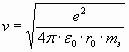 v = √(e² / (4π · ε₀ · r₀ · mₑ))